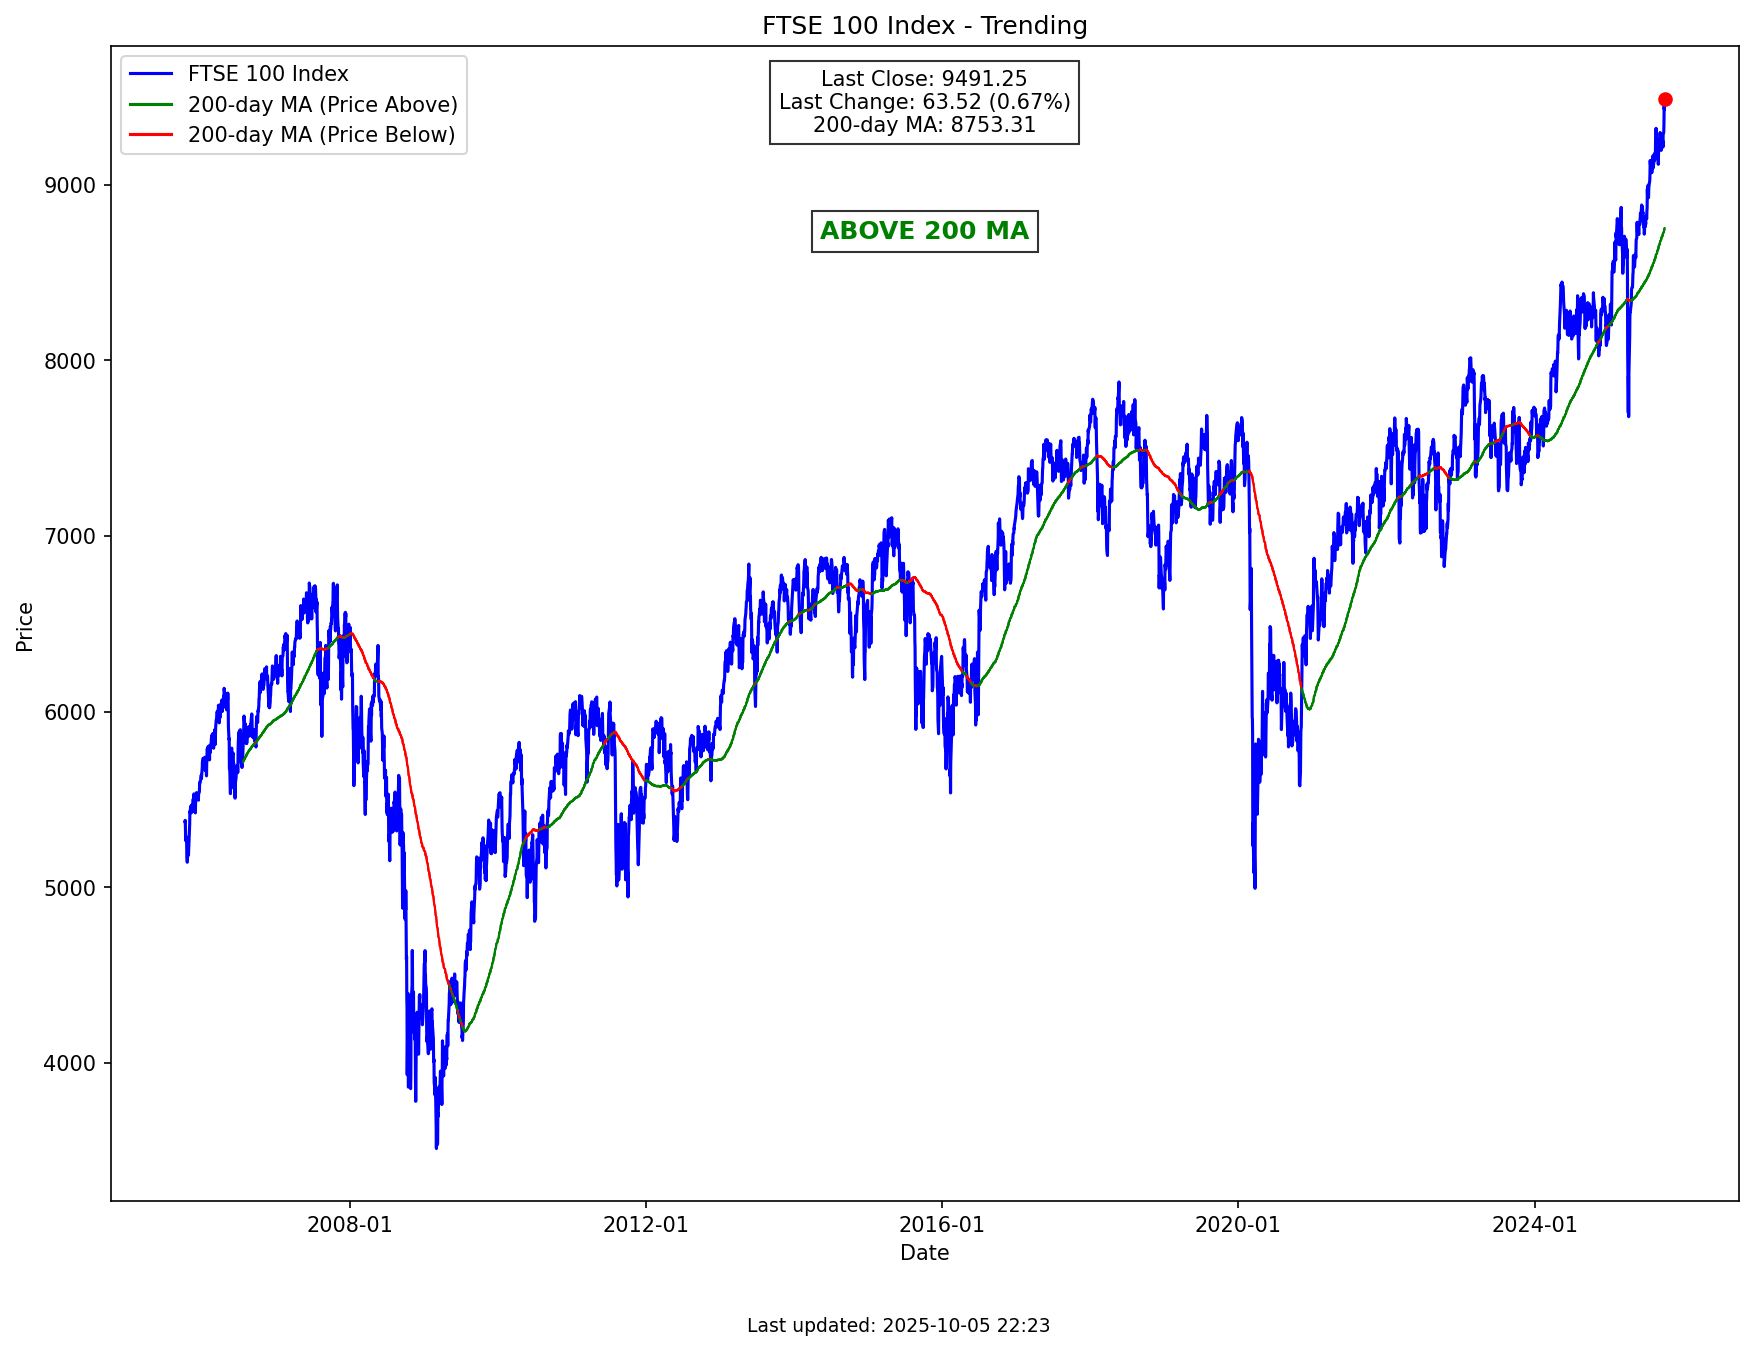 FTSE 100 Index - Trending
FTSE 100 Index
200-day MA (Price Above)
200-day MA (Price Below)
Last Close: 9491.25
Last Change: 63.52 (0.67%)
200-day MA: 8753.31
ABOVE 200 MA
Price
9000
8000
7000
6000
5000
4000
2008-01
2012-01
2016-01
2020-01
2024-01
Date
Last updated: 2025-10-05 22:23